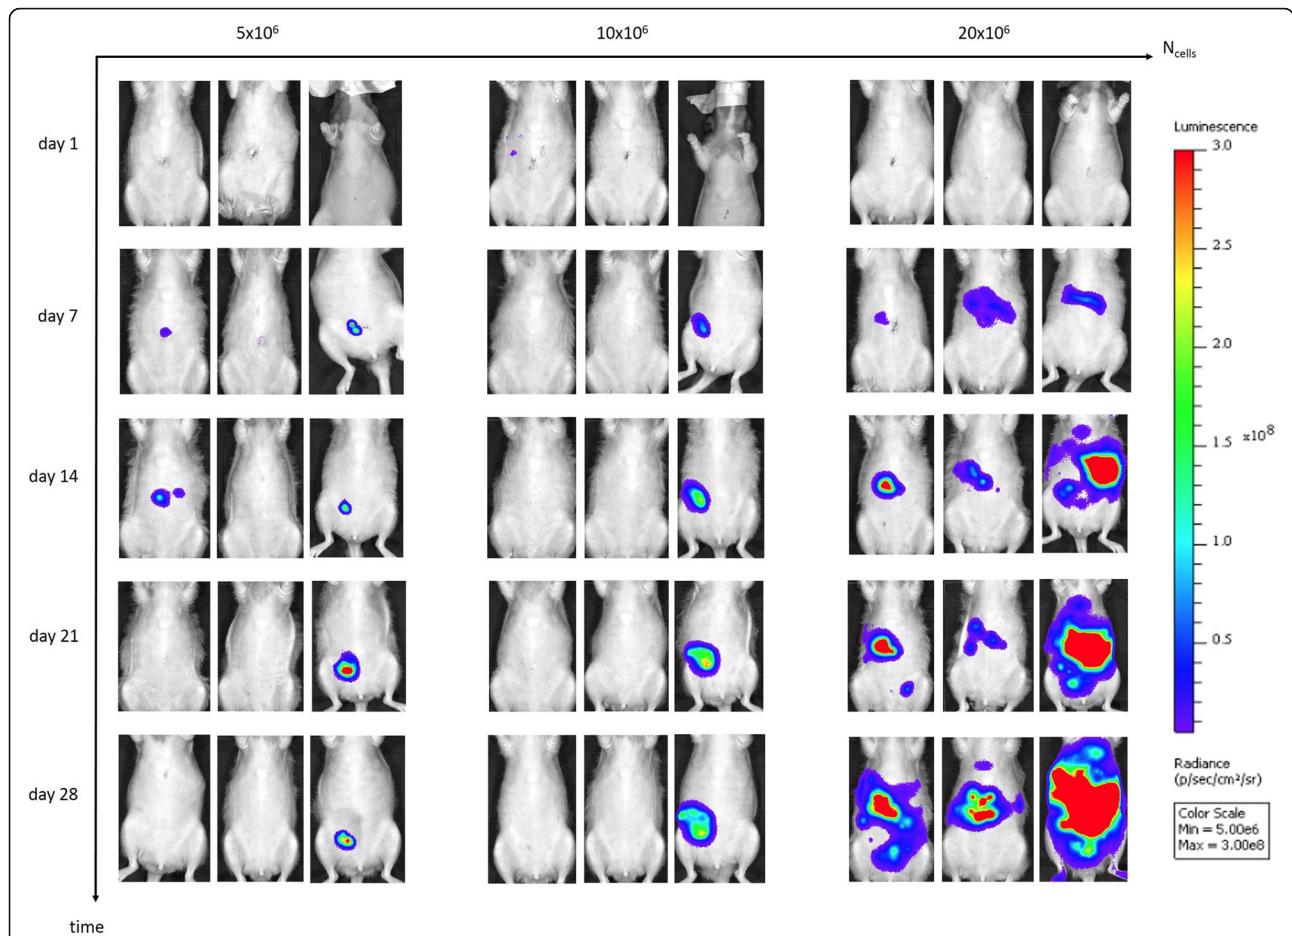 5x10⁶ 10x10⁶ 20x10⁶
N_cells
day 1
Luminescence
3.0
2.5
day 7
2.0
1.5 x10⁸
day 14
1.0
day 21
0.5
Radiance
(p/sec/cm²/sr)
day 28
Color Scale
Min = 5.00e6
Max = 3.00e8
time